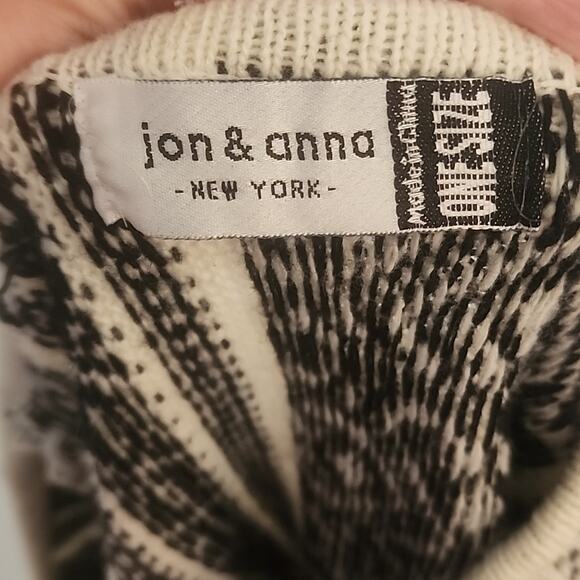 jon & anna
- NEW YORK -
Made in China
ONE SIZE